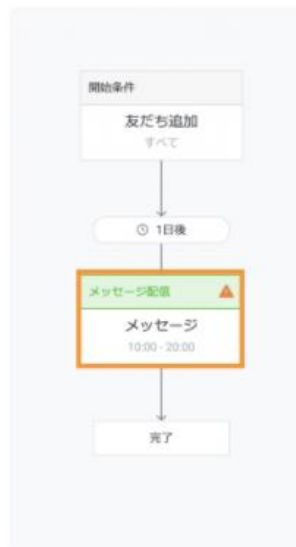 開始条件
友だち追加
すべて
1日後
メッセージ配信
メッセージ
10:00 - 20:00
完了